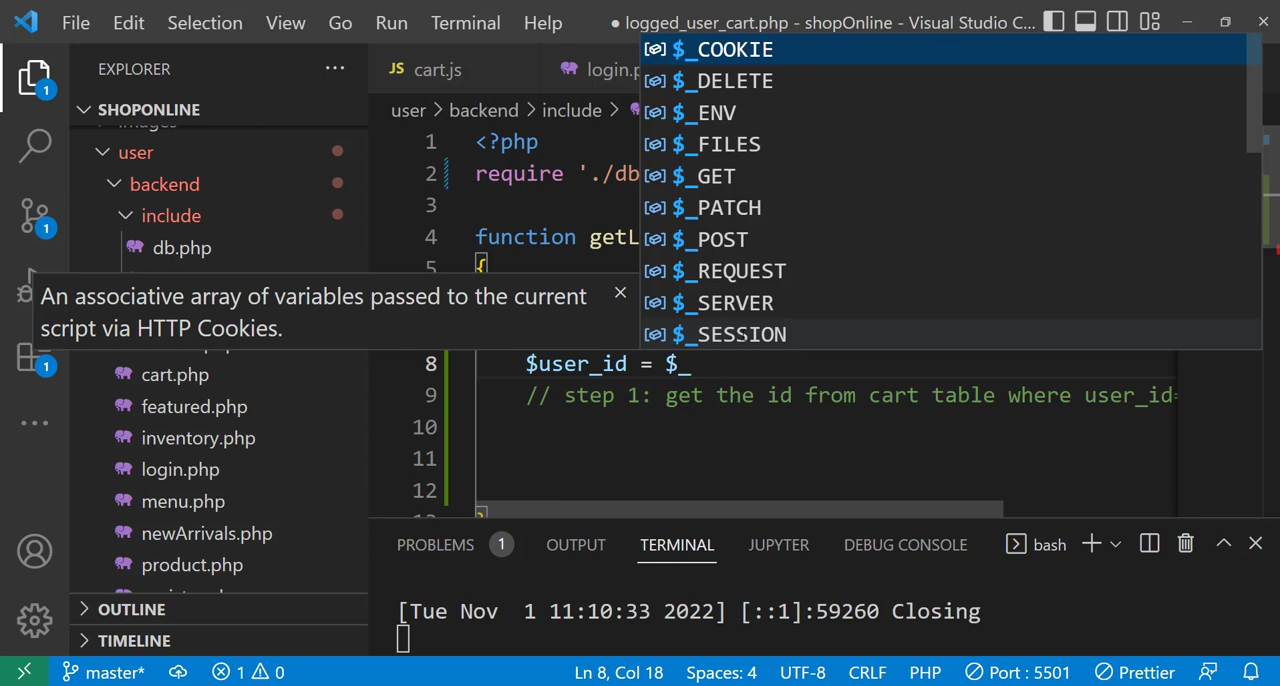 File Edit Selection View Go Run Terminal Help ● logged_user_cart.php - shopOnline - Visual Studio C...
EXPLORER ...
SHOPONLINE
images
user
backend
include
db.php
cart.php
featured.php
inventory.php
login.php
menu.php
newArrivals.php
product.php
OUTLINE
TIMELINE
1
1
1
JS cart.js login.p
user > backend > include >
1 <?php
2 require './db
3
4 function getL
5 {
8 $user_id = $_
9 // step 1: get the id from cart table where user_id=
10
11
12
}
$_COOKIE
$_DELETE
$_ENV
$_FILES
$_GET
$_PATCH
$_POST
$_REQUEST
$_SERVER
$_SESSION
An associative array of variables passed to the current
script via HTTP Cookies.
PROBLEMS 1 OUTPUT TERMINAL JUPYTER DEBUG CONSOLE bash
[Tue Nov  1 11:10:33 2022] [::1]:59260 Closing
master* 1 0 Ln 8, Col 18 Spaces: 4 UTF-8 CRLF PHP Port : 5501 Prettier